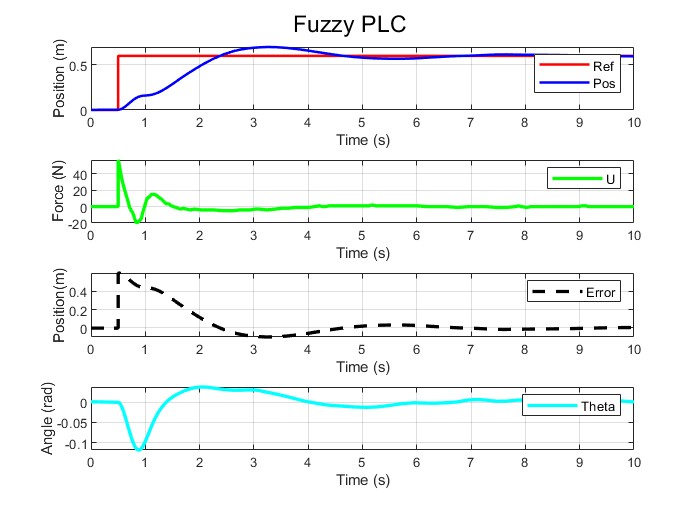 Fuzzy PLC
Position (m)
0.5
0
Ref
Pos
0 1 2 3 4 5 6 7 8 9 10
Time (s)
Force (N)
40
20
0
-20
U
0 1 2 3 4 5 6 7 8 9 10
Time (s)
Position(m)
0.4
0.2
0
Error
0 1 2 3 4 5 6 7 8 9 10
Time (s)
Angle (rad)
0
-0.05
-0.1
Theta
0 1 2 3 4 5 6 7 8 9 10
Time (s)